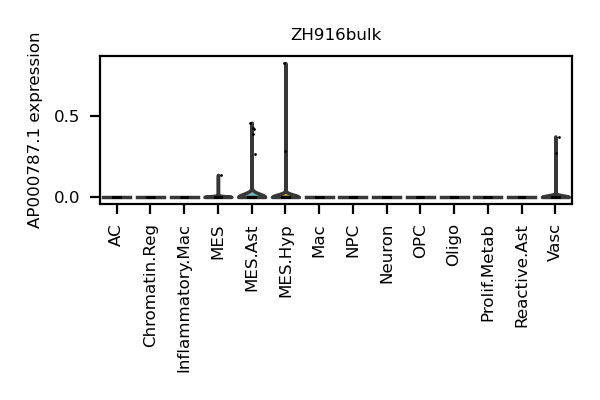 ZH916bulk
AP000787.1 expression
0.5
0.0
AC
Chromatin.Reg
Inflammatory.Mac
MES
MES.Ast
MES.Hyp
Mac
NPC
Neuron
OPC
Oligo
Prolif.Metab
Reactive.Ast
Vasc